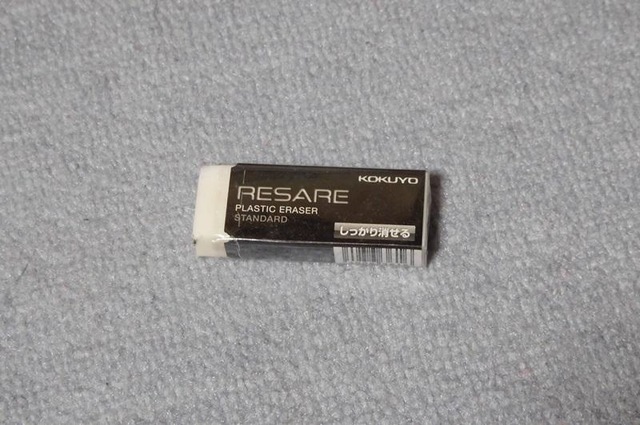 KOKUYO
RESARE
PLASTIC ERASER
STANDARD
しっかり消せる